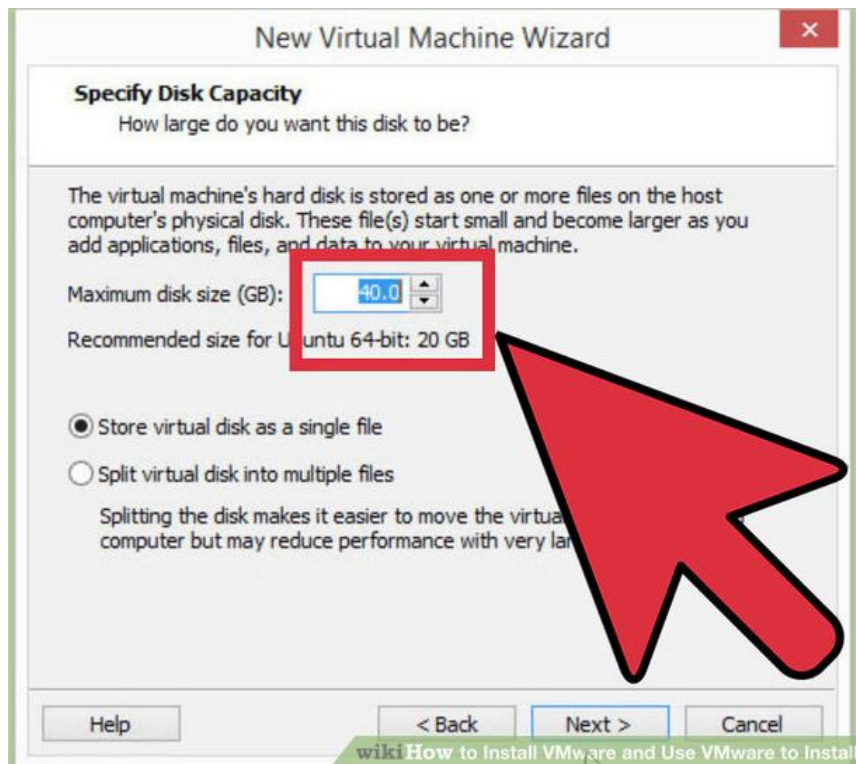 New Virtual Machine Wizard
Specify Disk Capacity
How large do you want this disk to be?
The virtual machine's hard disk is stored as one or more files on the host
computer's physical disk. These file(s) start small and become larger as you
add applications, files, and data to your virtual machine.
Maximum disk size (GB): 40.0
Recommended size for Ubuntu 64-bit: 20 GB
Store virtual disk as a single file
Split virtual disk into multiple files
Splitting the disk makes it easier to move the
computer but may reduce performance with very
Help < Back Next > Cancel
wikiHow to Install VMware and Use VMware to Install